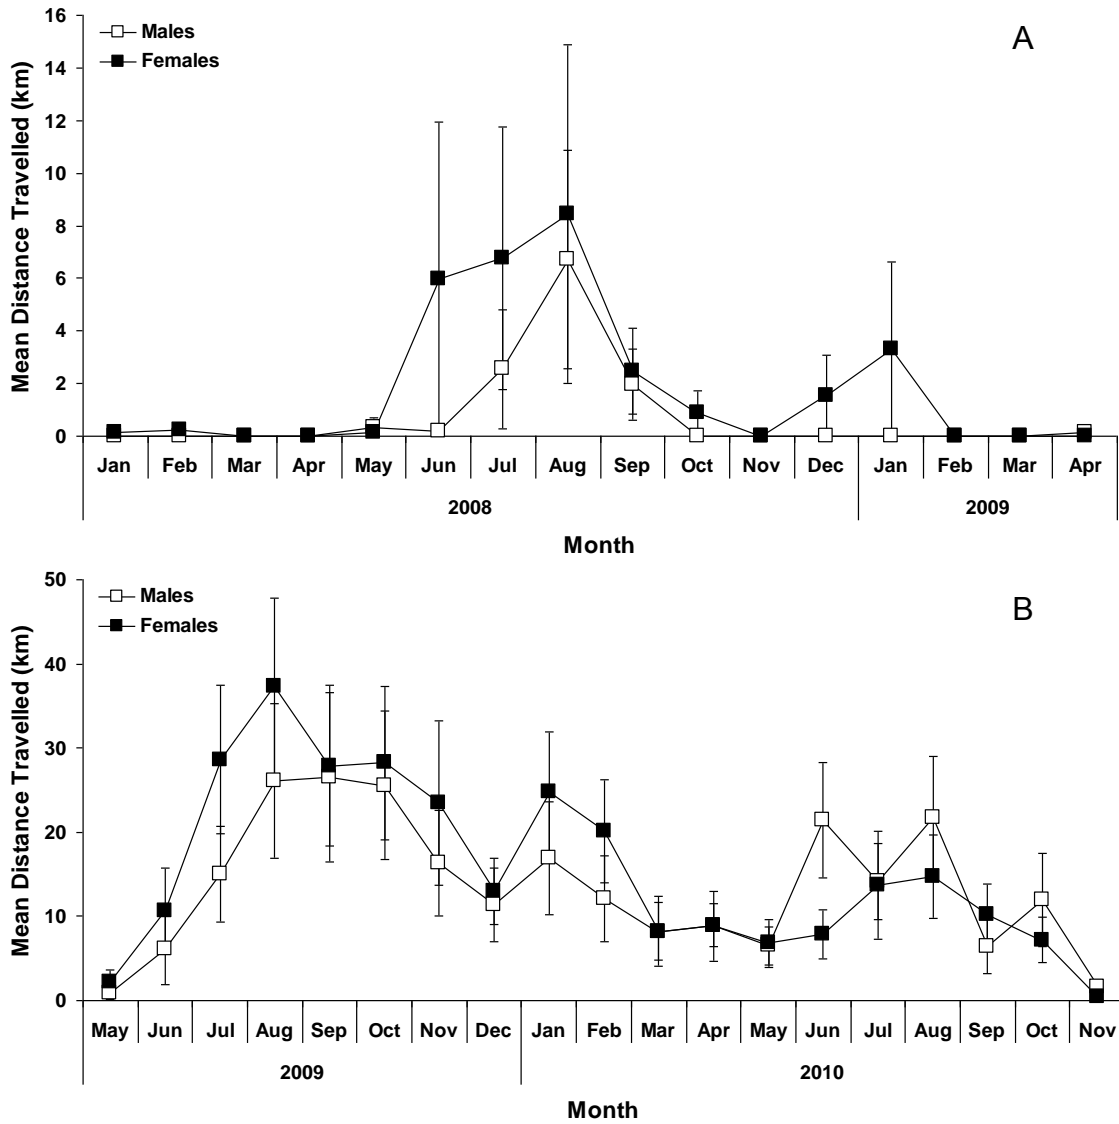 16
14
12
10
8
6
4
2
0
Mean Distance Travelled (km)
Males
Females
A
Jan Feb Mar Apr May Jun Jul Aug Sep Oct Nov Dec Jan Feb Mar Apr
2008 2009
Month
50
40
30
20
10
0
Mean Distance Travelled (km)
Males
Females
B
May Jun Jul Aug Sep Oct Nov Dec Jan Feb Mar Apr May Jun Jul Aug Sep Oct Nov
2009 2010
Month